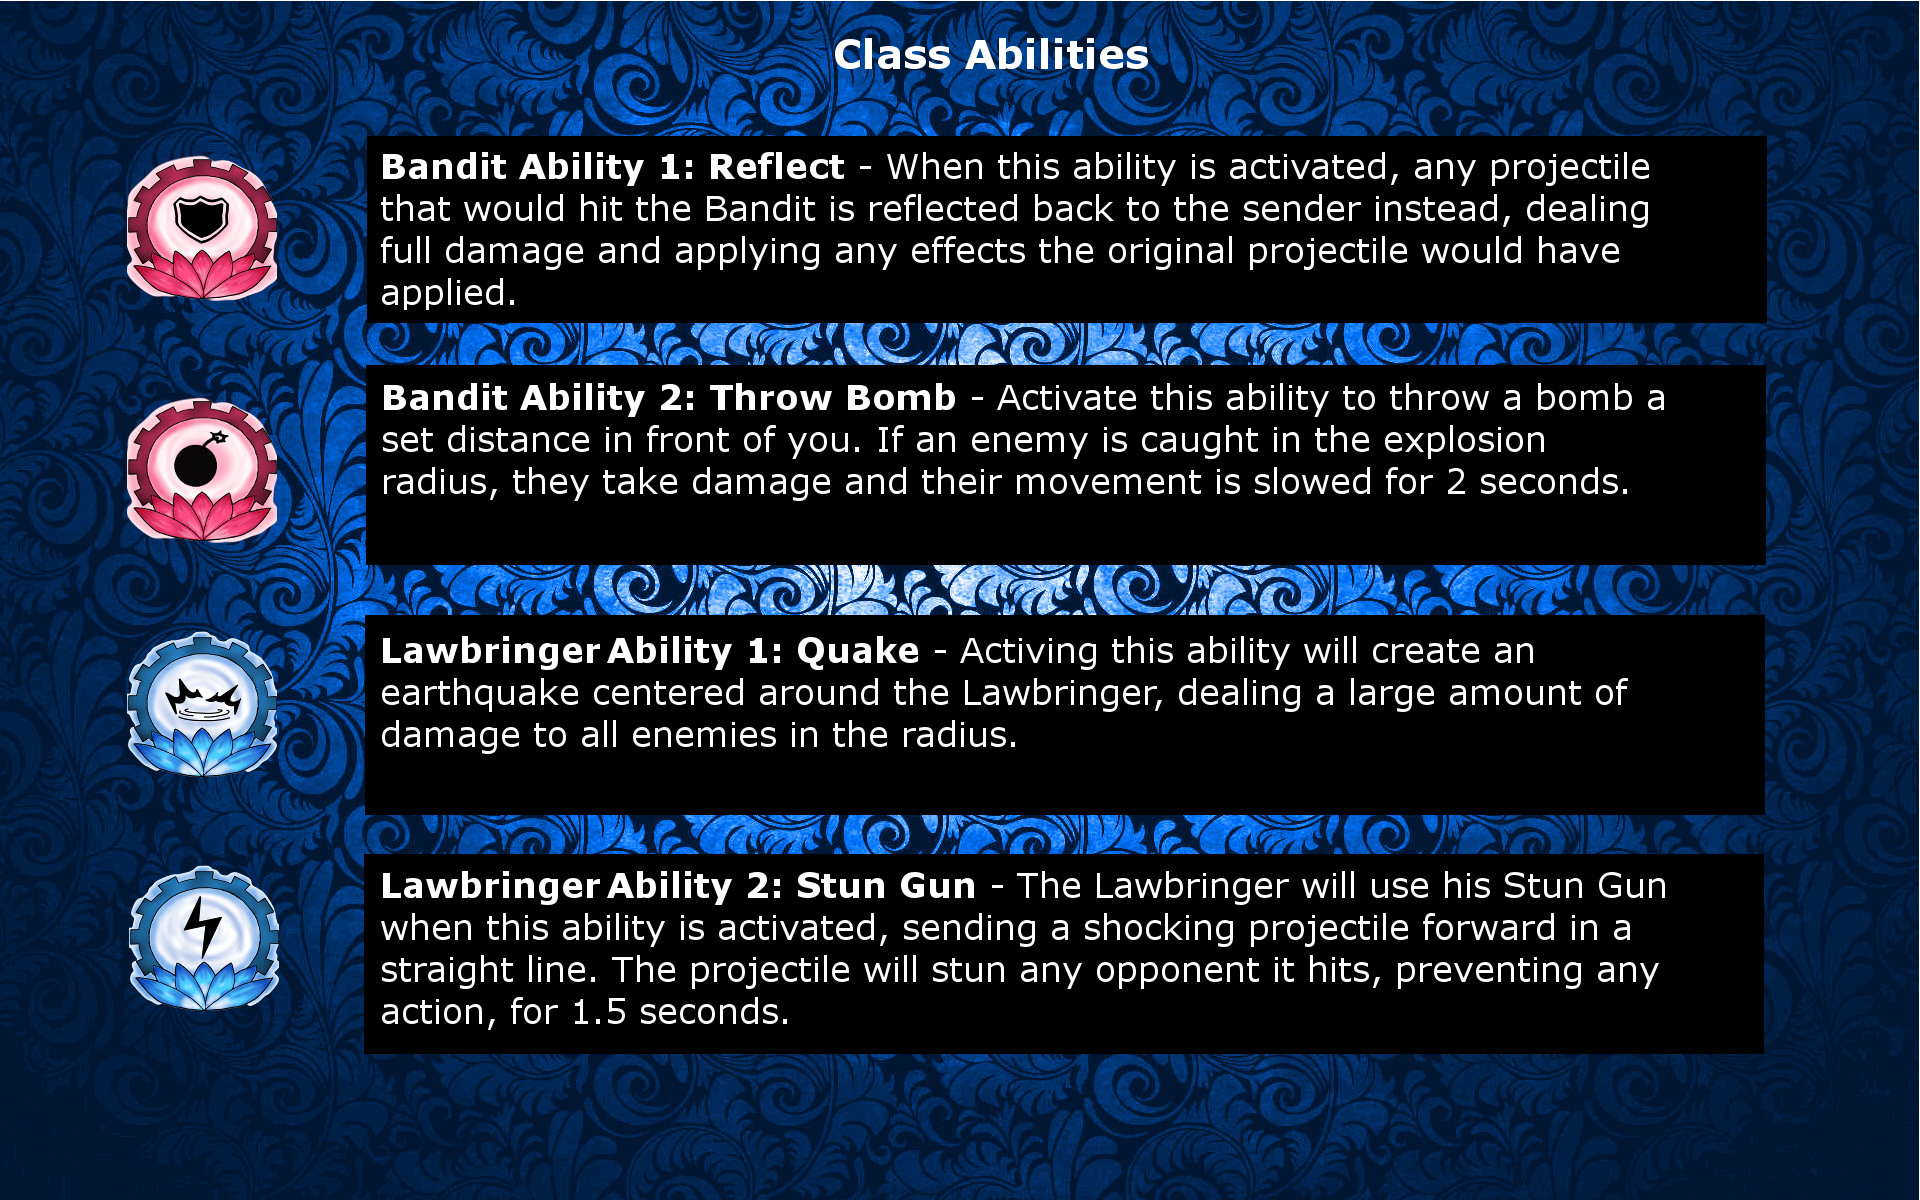 Class Abilities
Bandit Ability 1: Reflect - When this ability is activated, any projectile
that would hit the Bandit is reflected back to the sender instead, dealing
full damage and applying any effects the original projectile would have
applied.
Bandit Ability 2: Throw Bomb - Activate this ability to throw a bomb a
set distance in front of you. If an enemy is caught in the explosion
radius, they take damage and their movement is slowed for 2 seconds.
Lawbringer Ability 1: Quake - Activing this ability will create an
earthquake centered around the Lawbringer, dealing a large amount of
damage to all enemies in the radius.
Lawbringer Ability 2: Stun Gun - The Lawbringer will use his Stun Gun
when this ability is activated, sending a shocking projectile forward in a
straight line. The projectile will stun any opponent it hits, preventing any
action, for 1.5 seconds.